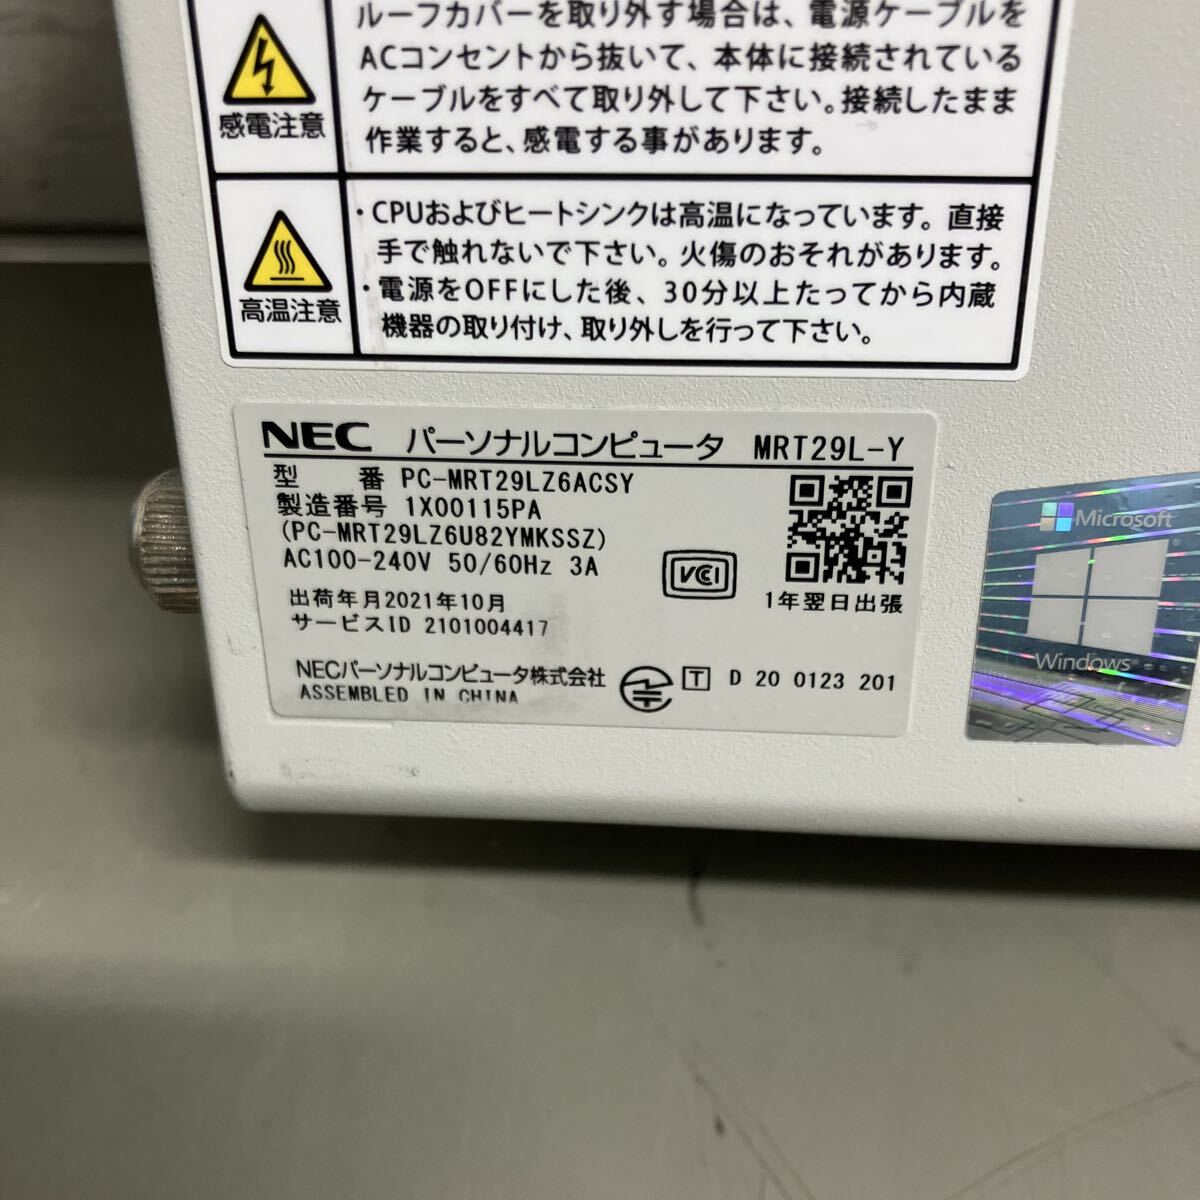 ルーフカバーを取り外す場合は、電源ケーブルを
ACコンセントから抜いて、本体に接続されている
ケーブルをすべて取り外して下さい。接続したまま
作業すると、感電する事があります。
感電注意
・CPUおよびヒートシンクは高温になっています。直接
手で触れないで下さい。火傷のおそれがあります。
・電源をOFFにした後、30分以上たってから内蔵
機器の取り付け、取り外しを行って下さい。
高温注意
NEC パーソナルコンピュータ MRT29L-Y
型 番 PC-MRT29LZ6ACSY
製造番号 1X00115PA
(PC-MRT29LZ6U82YMKSSZ)
AC100-240V 50/60Hz 3A
VCCI
1年翌日出張
出荷年月2021年10月
サービスID 2101004417
NECパーソナルコンピュータ株式会社
ASSEMBLED IN CHINA
T D 20 0123 201
Microsoft
Windows